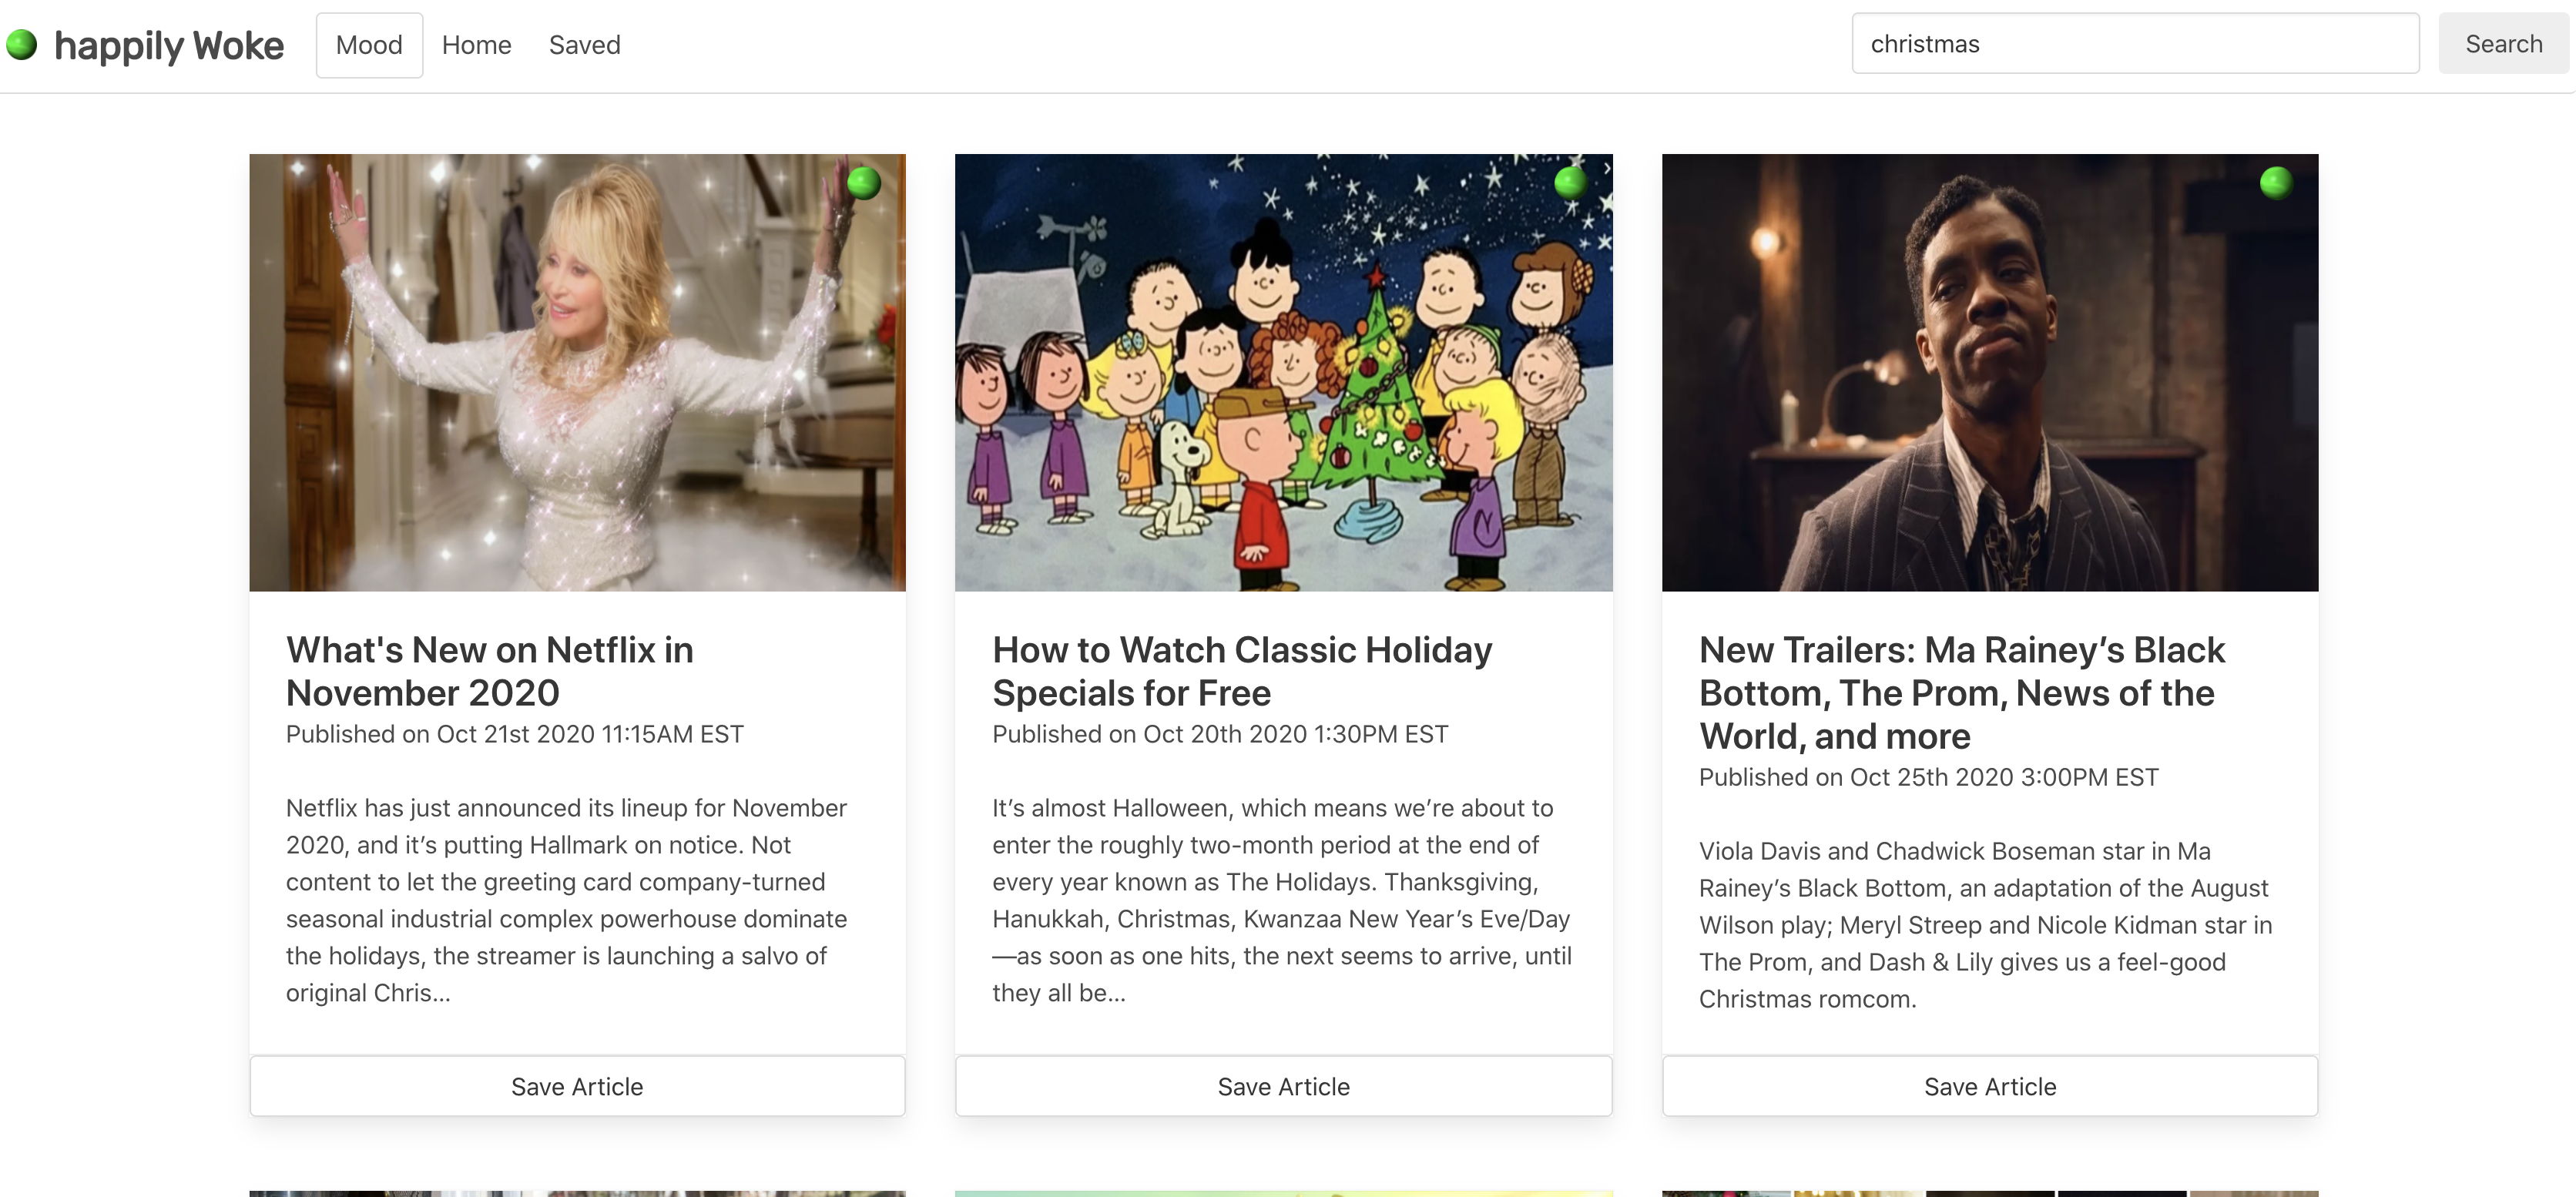 happily Woke
Mood
Home
Saved
christmas
Search
What's New on Netflix in
November 2020
Published on Oct 21st 2020 11:15AM EST
Netflix has just announced its lineup for November
2020, and it’s putting Hallmark on notice. Not
content to let the greeting card company-turned
seasonal industrial complex powerhouse dominate
the holidays, the streamer is launching a salvo of
original Chris...
Save Article
How to Watch Classic Holiday
Specials for Free
Published on Oct 20th 2020 1:30PM EST
It’s almost Halloween, which means we’re about to
enter the roughly two-month period at the end of
every year known as The Holidays. Thanksgiving,
Hanukkah, Christmas, Kwanzaa New Year’s Eve/Day
—as soon as one hits, the next seems to arrive, until
they all be...
Save Article
New Trailers: Ma Rainey’s Black
Bottom, The Prom, News of the
World, and more
Published on Oct 25th 2020 3:00PM EST
Viola Davis and Chadwick Boseman star in Ma
Rainey’s Black Bottom, an adaptation of the August
Wilson play; Meryl Streep and Nicole Kidman star in
The Prom, and Dash & Lily gives us a feel-good
Christmas romcom.
Save Article